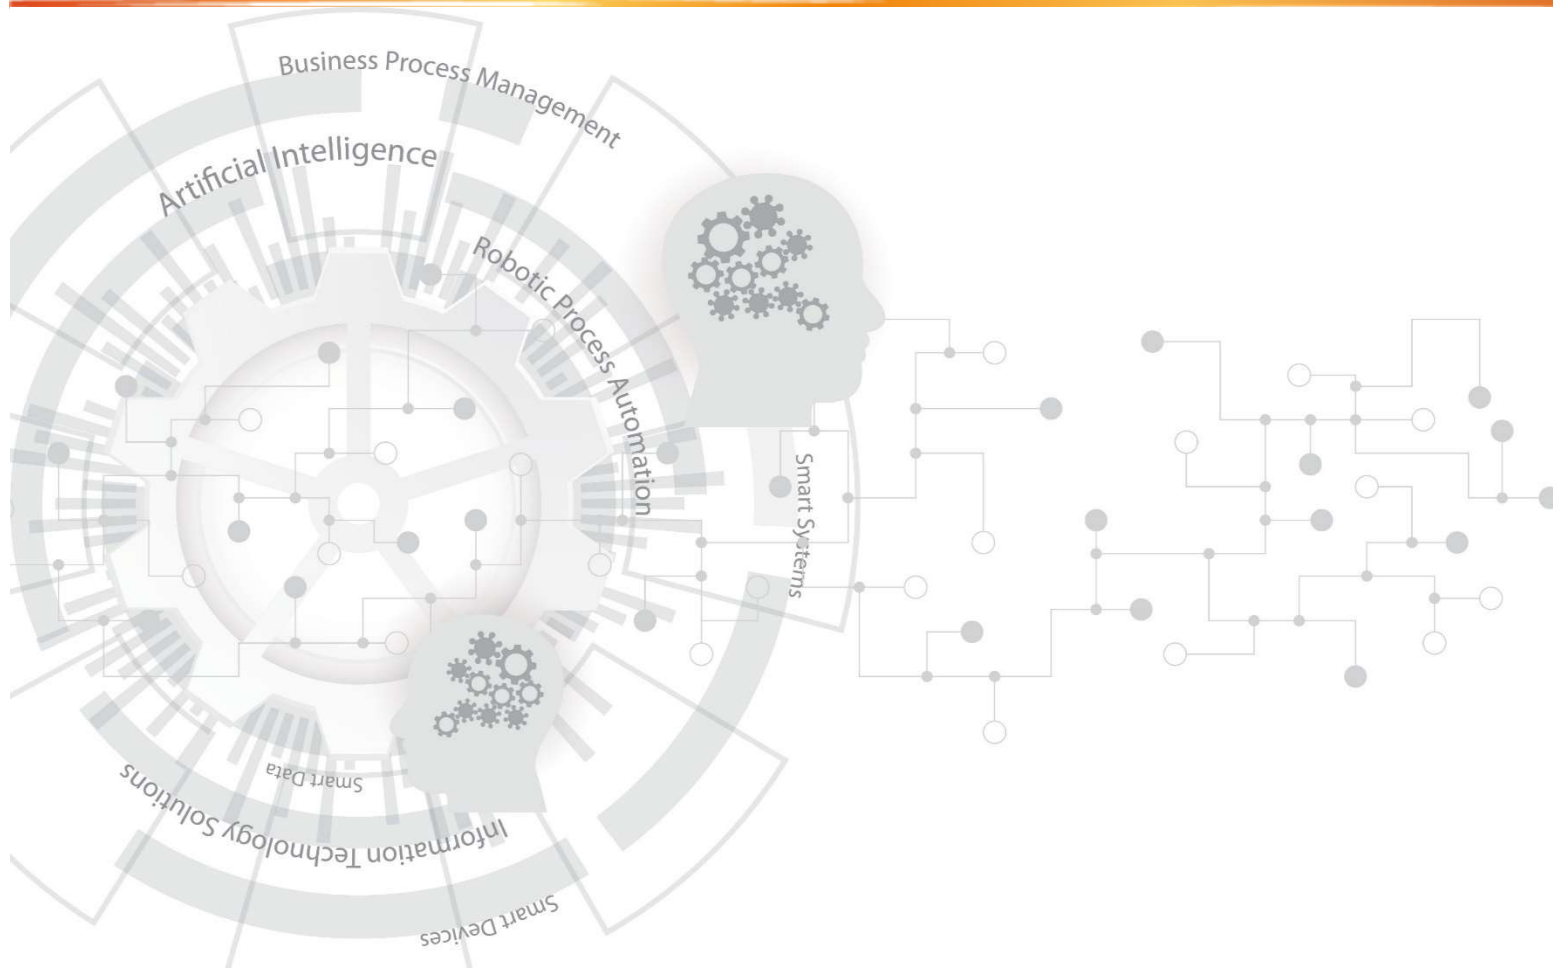 Business Process Management
Artificial Intelligence
Robotic Process Automation
Smart Systems
Smart Data
Information Technology Solutions
Smart Devices